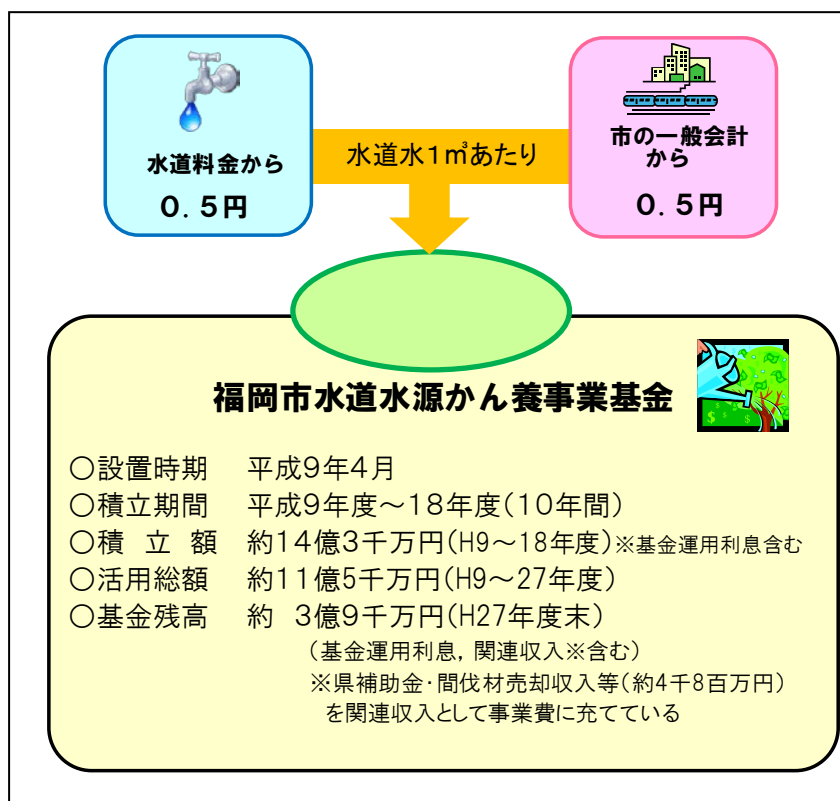 水道料金から
０．５円
水道水１㎥あたり
市の一般会計
から
０．５円
福岡市水道水源かん養事業基金
○設置時期　平成９年４月
○積立期間　平成９年度～１８年度（１０年間）
○積 立 額　約１４億３千万円（H９～１８年度）※基金運用利息含む
○活用総額　約１１億５千万円（H９～２７年度）
○基金残高　約　３億９千万円（H２７年度末）
（基金運用利息，関連収入※含む）
※県補助金・間伐材売却収入等（約４千８百万円）
を関連収入として事業費に充てている